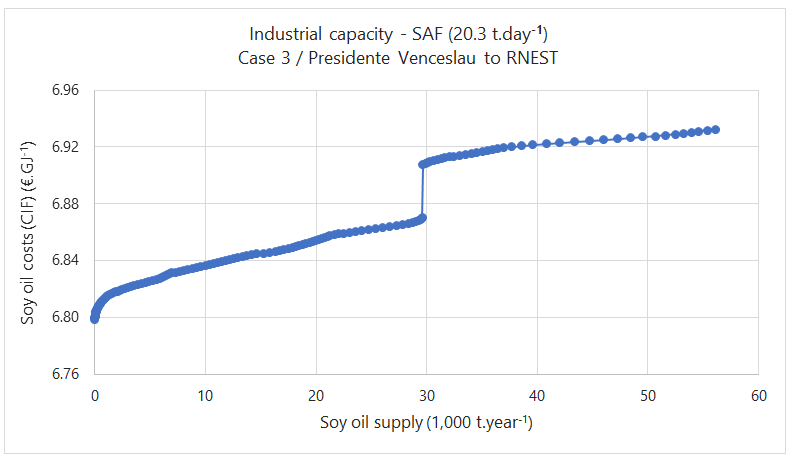 Industrial capacity - SAF (20.3 t.day⁻¹)
Case 3 / Presidente Venceslau to RNEST
Soy oil costs (CIF) (€.GJ⁻¹)
6.96
6.92
6.88
6.84
6.80
6.76
0 10 20 30 40 50 60
Soy oil supply (1,000 t.year⁻¹)